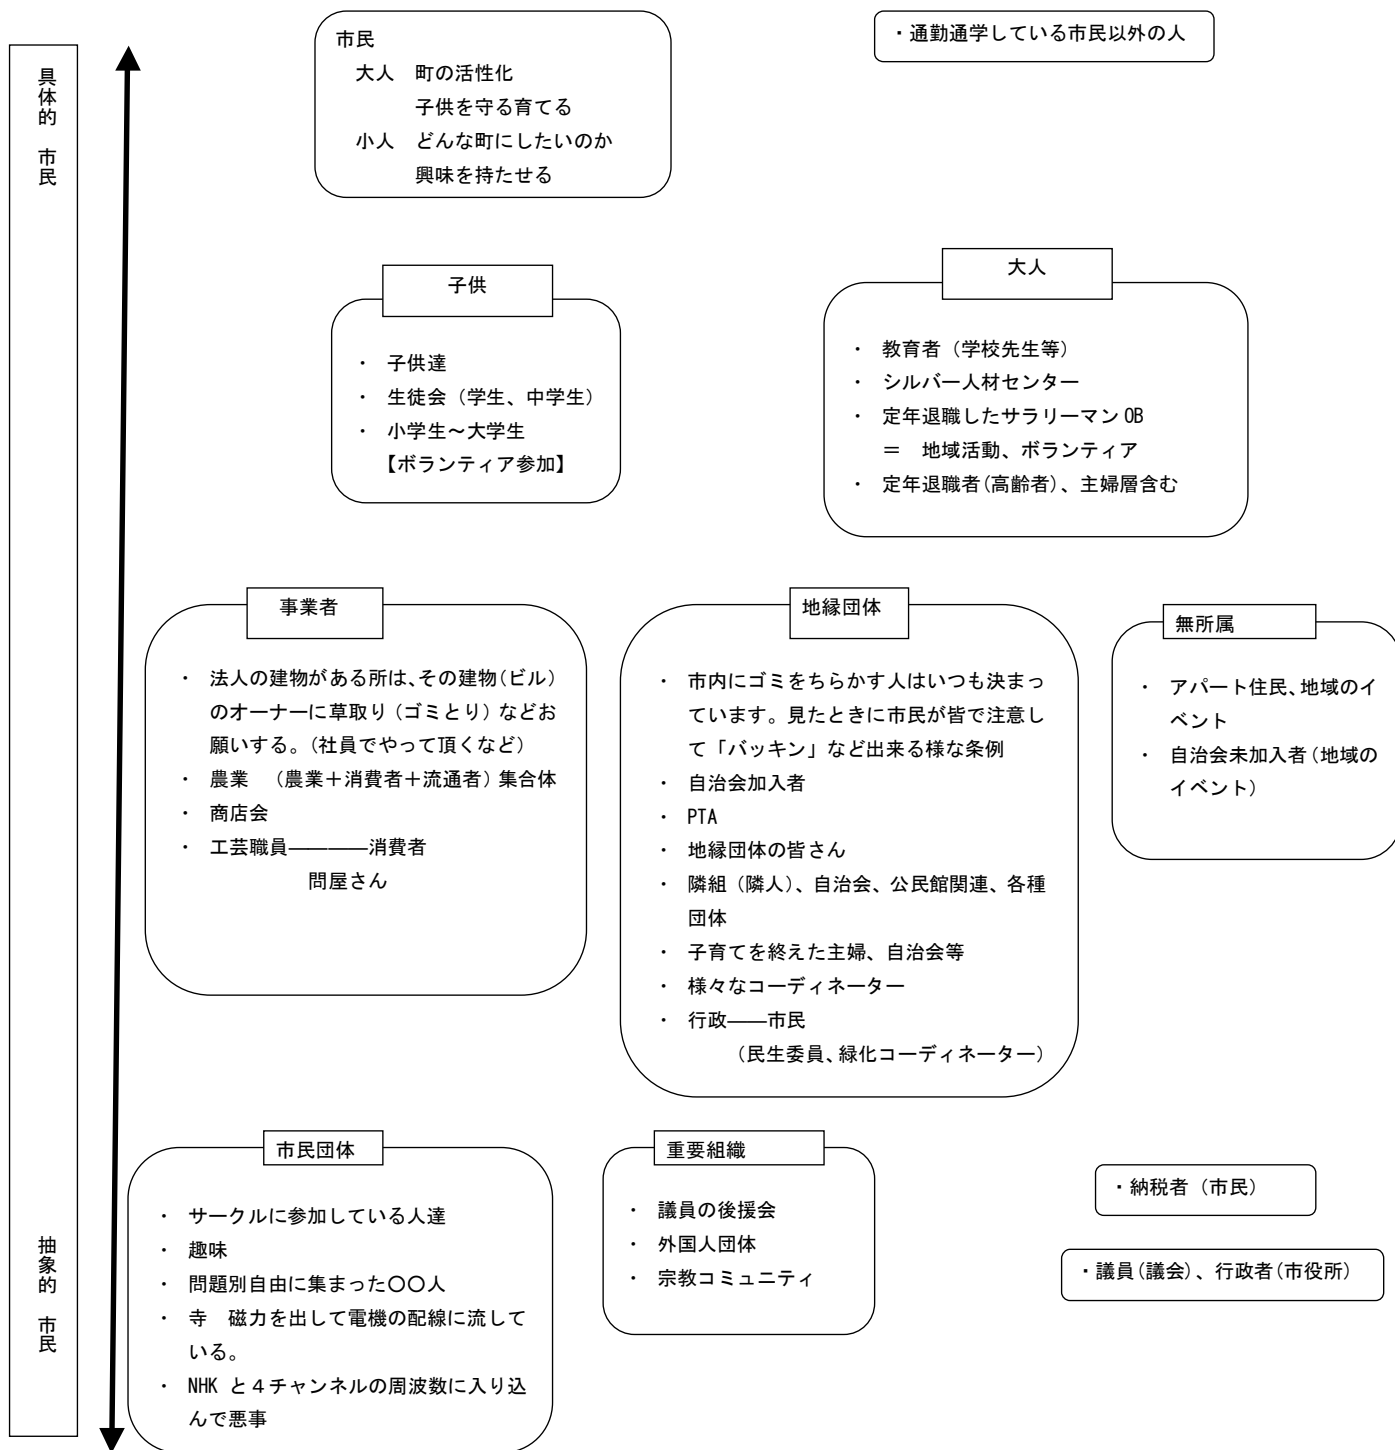 具体的　市民
抽象的　市民
市民
大人　町の活性化
子供を守る育てる
小人　どんな町にしたいのか
興味を持たせる
・通勤通学している市民以外の人
子供
・ 子供達
・ 生徒会（学生、中学生）
・ 小学生～大学生
【ボランティア参加】
大人
・ 教育者（学校先生等）
・ シルバー人材センター
・ 定年退職したサラリーマン OB
＝　地域活動、ボランティア
・ 定年退職者(高齢者)、主婦層含む
事業者
・ 法人の建物がある所は、その建物(ビル)
のオーナーに草取り（ゴミとり）などお
願いする。(社員でやって頂くなど)
・ 農業　（農業＋消費者＋流通者）集合体
・ 商店会
・ 工芸職員――――消費者
問屋さん
地縁団体
・ 市内にゴミをちらかす人はいつも決まっ
ています。見たときに市民が皆で注意し
て「バッキン」など出来る様な条例
・ 自治会加入者
・ PTA
・ 地縁団体の皆さん
・ 隣組（隣人）、自治会、公民館関連、各種
団体
・ 子育てを終えた主婦、自治会等
・ 様々なコーディネーター
・ 行政――市民
（民生委員、緑化コーディネーター）
無所属
・ アパート住民、地域のイ
ベント
・ 自治会未加入者(地域の
イベント)
市民団体
・ サークルに参加している人達
・ 趣味
・ 問題別自由に集まった〇〇人
・ 寺　磁力を出して電機の配線に流して
いる。
・ NHK と４チャンネルの周波数に入り込
んで悪事
重要組織
・ 議員の後援会
・ 外国人団体
・ 宗教コミュニティ
・納税者（市民）
・議員(議会)、行政者(市役所)